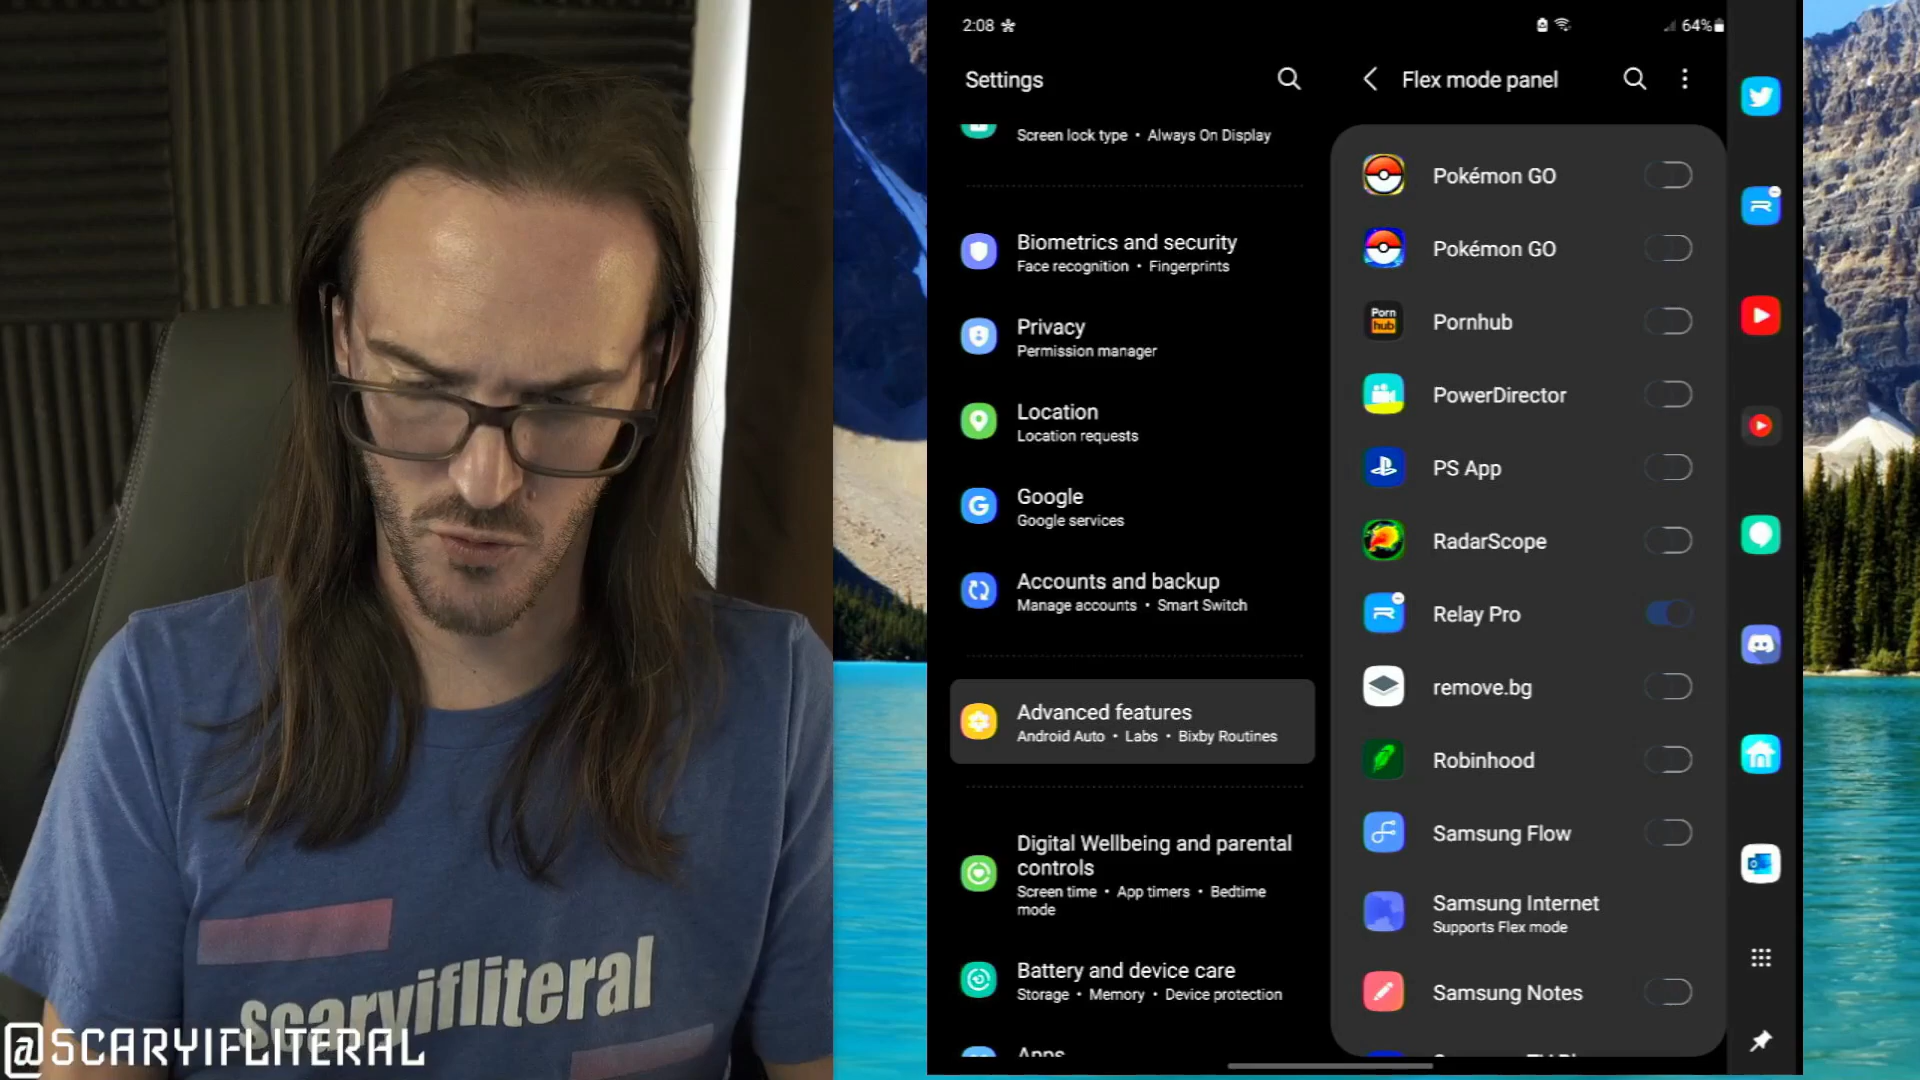 2:08
64%
Settings
Flex mode panel
Screen lock type • Always On Display
Biometrics and security
Face recognition • Fingerprints
Privacy
Permission manager
Location
Location requests
Google
Google services
Accounts and backup
Manage accounts • Smart Switch
Advanced features
Android Auto • Labs • Bixby Routines
Digital Wellbeing and parental
controls
Screen time • App timers • Bedtime
mode
Battery and device care
Storage • Memory • Device protection
Apps
Pokémon GO
Pokémon GO
Porn
hub
Pornhub
PowerDirector
PS App
RadarScope
Relay Pro
remove.bg
Robinhood
Samsung Flow
Samsung Internet
Supports Flex mode
Samsung Notes
scaryifliteral
@SCARYIFLITERAL